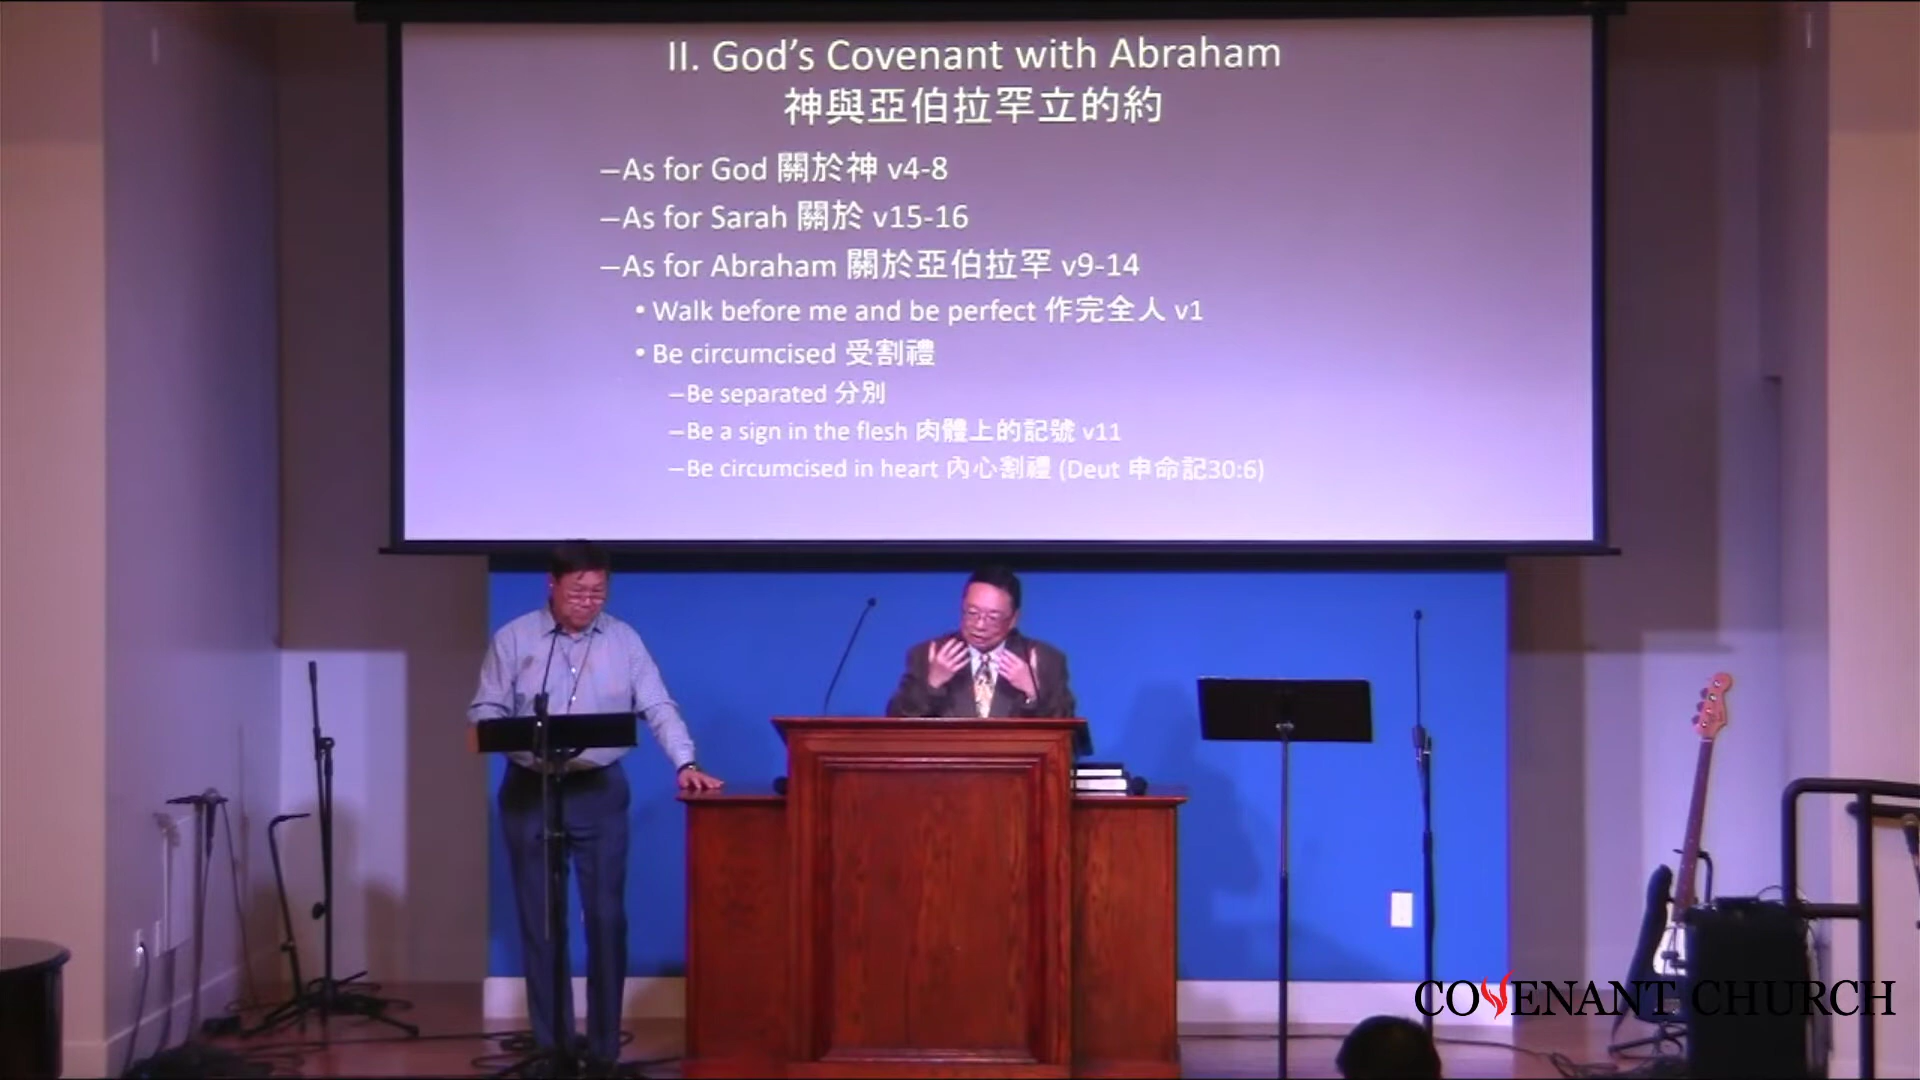 II. God's Covenant with Abraham
神與亞伯拉罕立的約
–As for God 關於神 v4-8
–As for Sarah 關於 v15-16
–As for Abraham 關於亞伯拉罕 v9-14
• Walk before me and be perfect 作完全人 v1
• Be circumcised 受割禮
–Be separated 分別
–Be a sign in the flesh 肉體上的記號 v11
–Be circumcised in heart 內心割禮 (Deut 申命記30:6)
COVENANT CHURCH